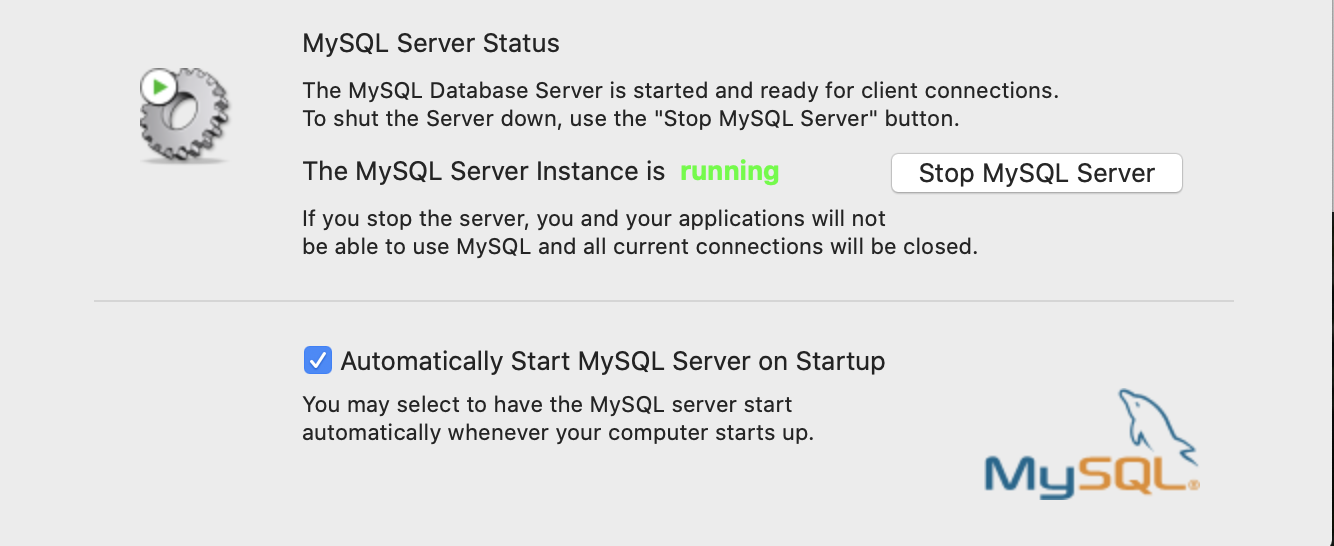 MySQL Server Status
The MySQL Database Server is started and ready for client connections.
To shut the Server down, use the "Stop MySQL Server" button.
The MySQL Server Instance is running
Stop MySQL Server
If you stop the server, you and your applications will not
be able to use MySQL and all current connections will be closed.
Automatically Start MySQL Server on Startup
You may select to have the MySQL server start
automatically whenever your computer starts up.
MySQL®